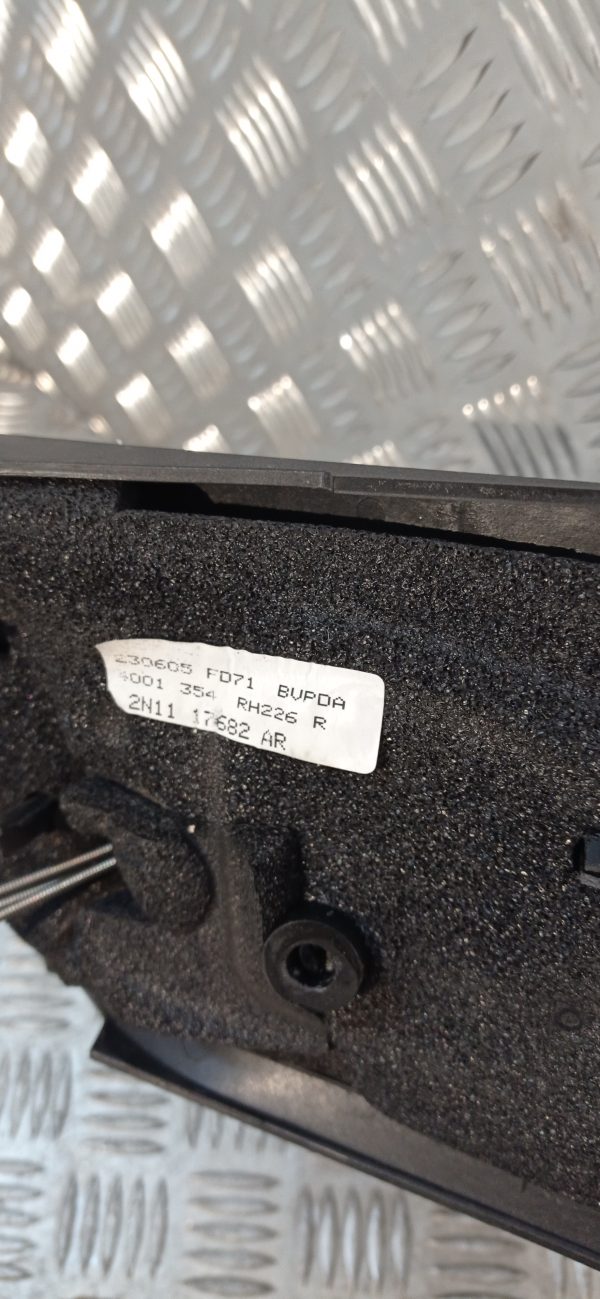 230605 FD71 BVPDA
4001 354 RH226 R
2N11 17682 AR